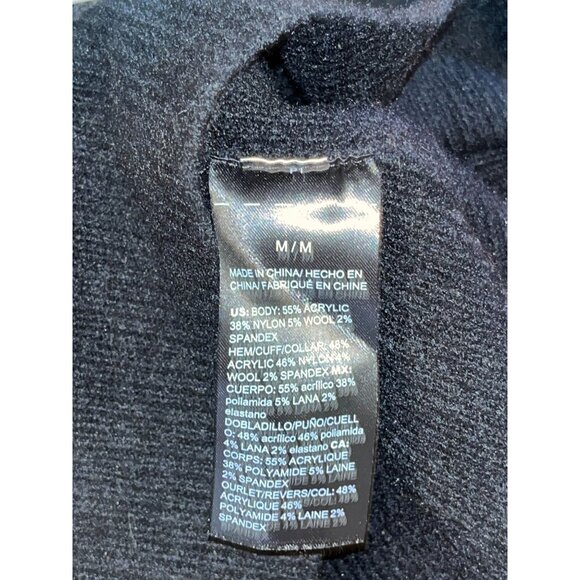 M/M
MADE IN CHINA/ HECHO EN
CHINA/ FABRIQUÉ EN CHINE
US: BODY: 55% ACRYLIC
38% NYLON 5% WOOL 2%
SPANDEX
HEM/CUFF/COLLAR: 48%
ACRYLIC 46% NYLON 4%
WOOL 2% SPANDEX MX:
CUERPO: 55% acrílico 38%
poliamida 5% LANA 2%
elastano
DOBLADILLO/PUÑO/CUELL
O: 48% acrílico 46% poliamida
4% LANA 2% elastano CA:
CORPS: 55% ACRYLIQUE
38% POLYAMIDE 5% LAINE
2% SPANDEX
OURLET/REVERS/COL: 48%
ACRYLIQUE 46%
POLYAMIDE 4% LAINE 2%
SPANDEX